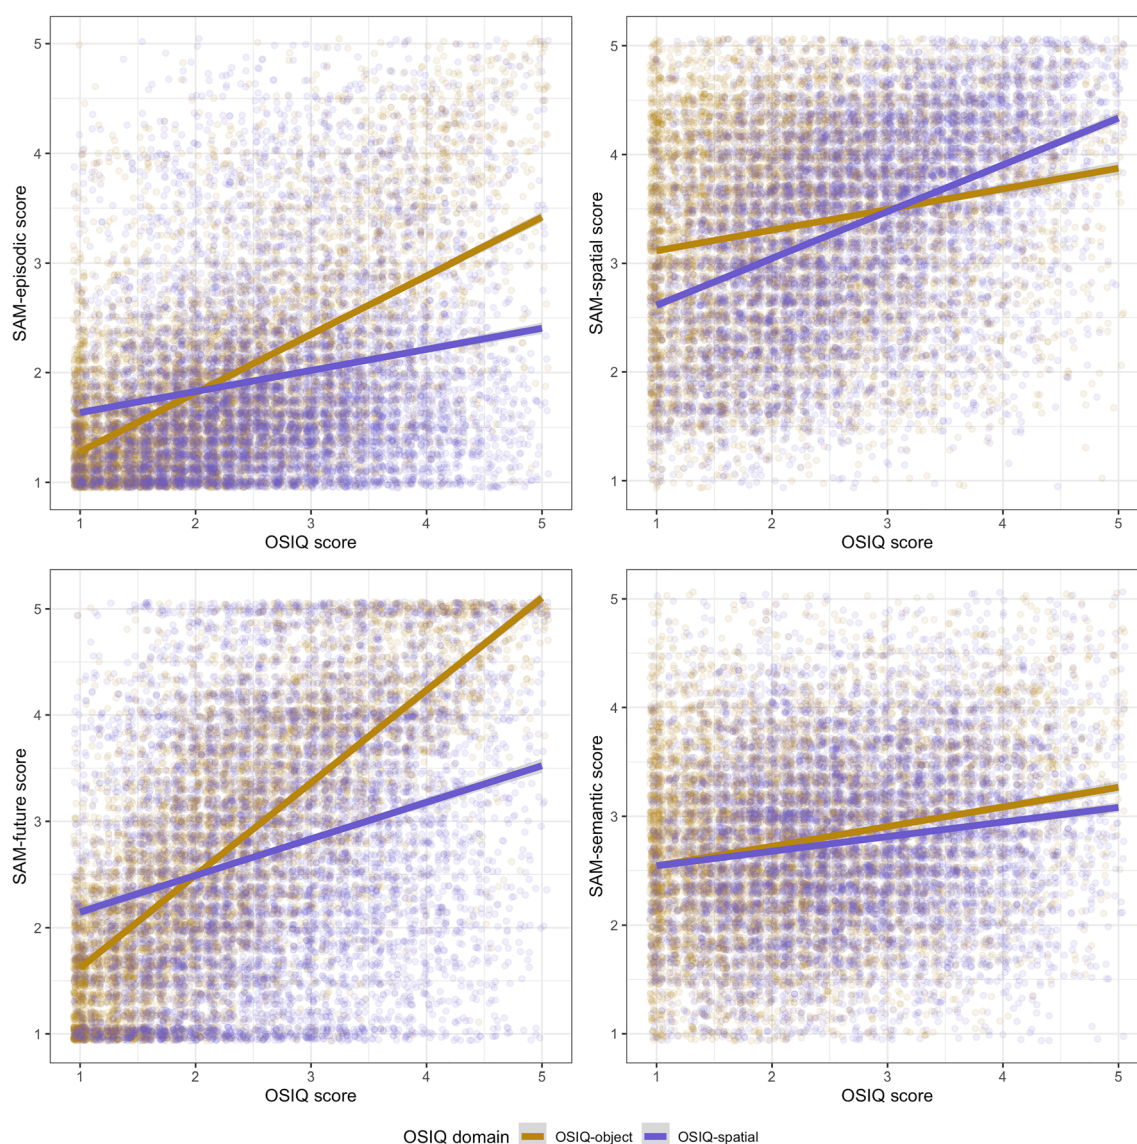 5
4
3
2
1
SAM-episodic score
1 2 3 4 5
OSIQ score
5
4
3
2
1
SAM-spatial score
1 2 3 4 5
OSIQ score
5
4
3
2
1
SAM-future score
1 2 3 4 5
OSIQ score
5
4
3
2
1
SAM-semantic score
1 2 3 4 5
OSIQ score
OSIQ domain OSIQ-object OSIQ-spatial